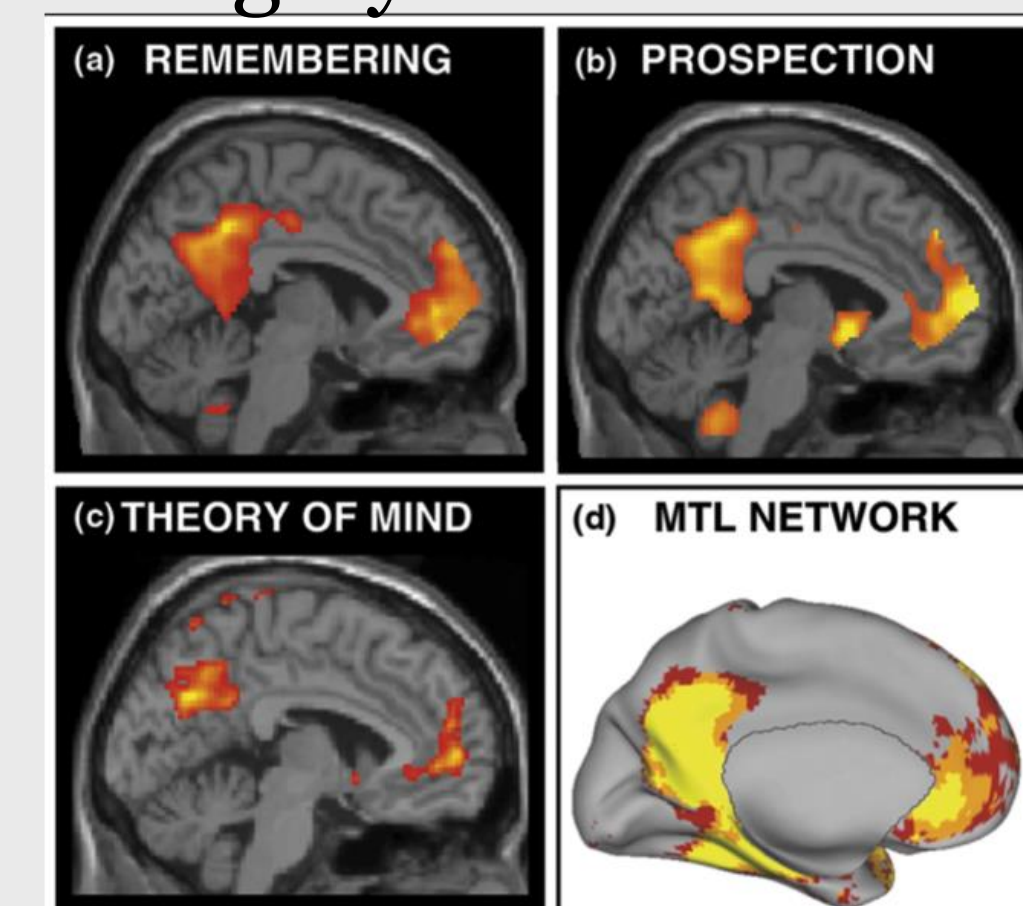 (a) REMEMBERING
(b) PROSPECTION
(c) THEORY OF MIND
(d) MTL NETWORK